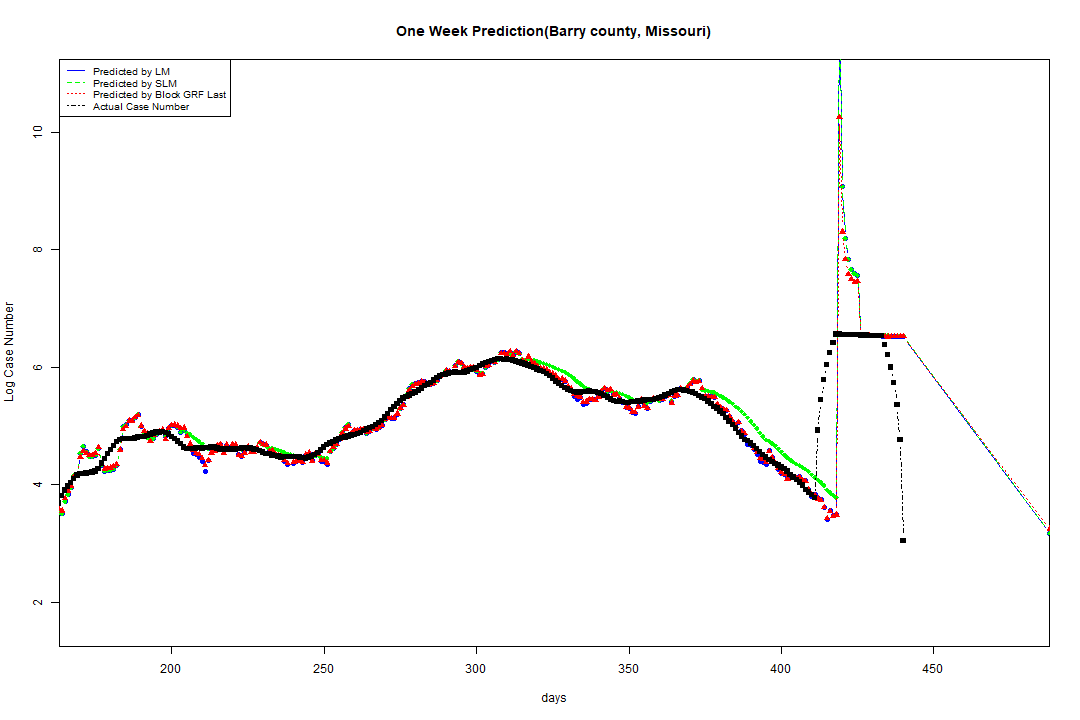 One Week Prediction(Barry county, Missouri)
Predicted by LM
Predicted by SLM
Predicted by Block GRF Last
Actual Case Number
Log Case Number
10
8
6
4
2
200 250 300 350 400 450
days